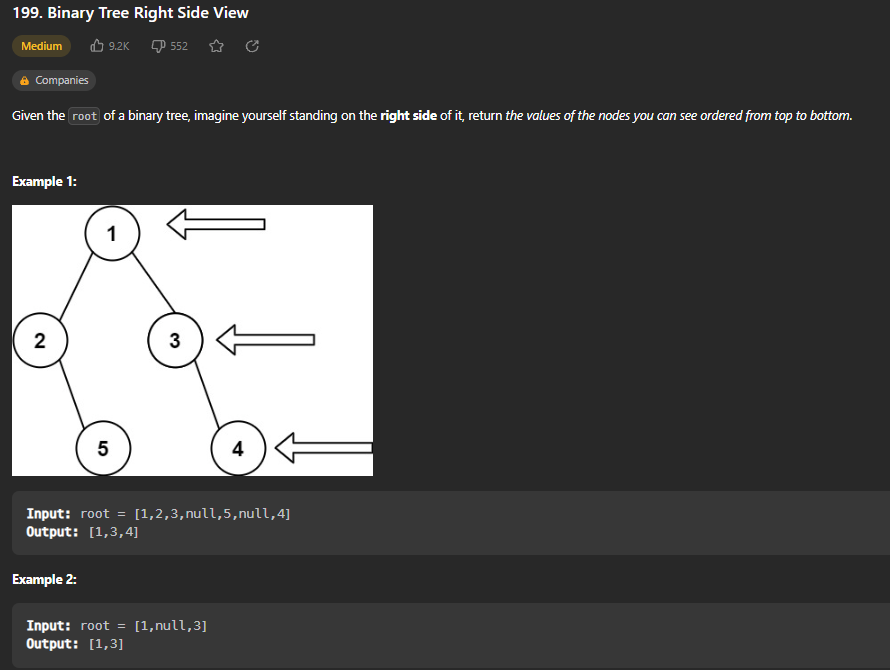 199. Binary Tree Right Side View
Medium 9.2K 552
Companies
Given the root of a binary tree, imagine yourself standing on the right side of it, return the values of the nodes you can see ordered from top to bottom.
Example 1:
1
2 3
5 4
Input: root = [1,2,3,null,5,null,4]
Output: [1,3,4]
Example 2:
Input: root = [1,null,3]
Output: [1,3]